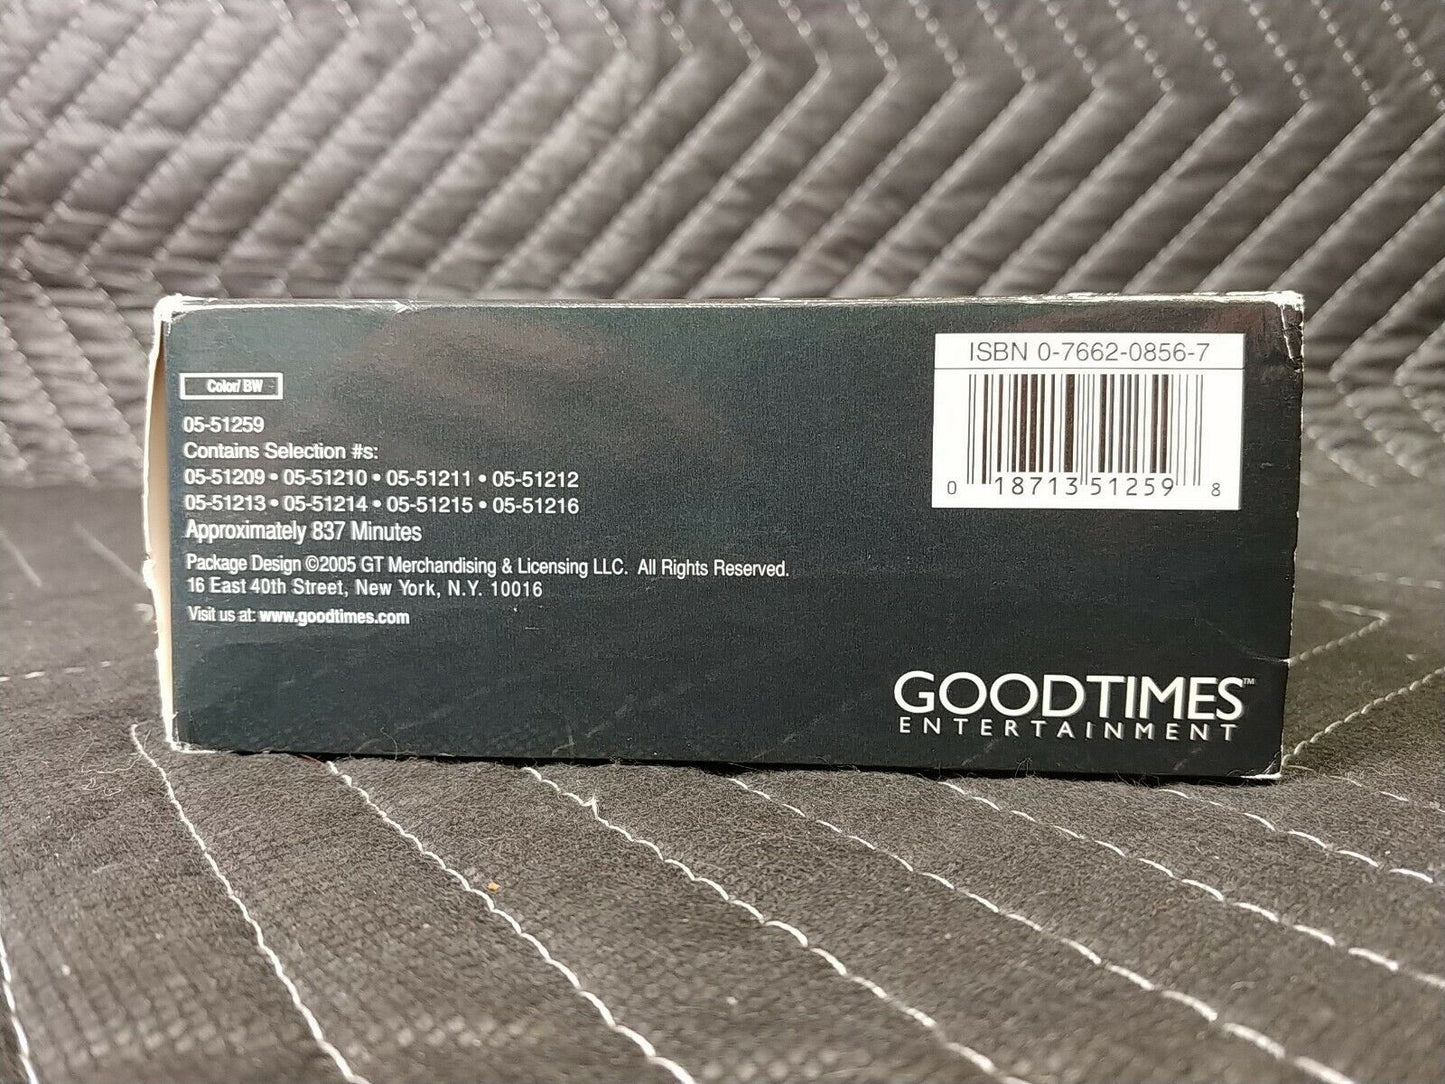 Color/ BW
05-51259
Contains Selection #s:
05-51209 • 05-51210 • 05-51211 • 05-51212
05-51213 • 05-51214 • 05-51215 • 05-51216
Approximately 837 Minutes
Package Design ©2005 GT Merchandising & Licensing LLC. All Rights Reserved.
16 East 40th Street, New York, N.Y. 10016
Visit us at: www.goodtimes.com
ISBN 0-7662-0856-7
0 18713 51259 8
GOODTIMES™
ENTERTAINMENT